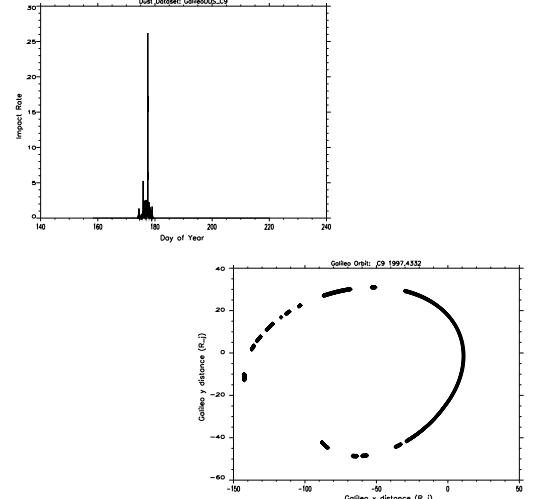 Dust Dataset: GalileoDDS_C9
30
25
20
15
10
5
0
Impact Rate
140 160 180 200 220 240
Day of Year
Galileo Orbit: C9 1997.4332
40
20
0
-20
-40
-60
Galileo y distance (R_j)
-150 -100 -50 0 50
Galileo x distance (R_j)